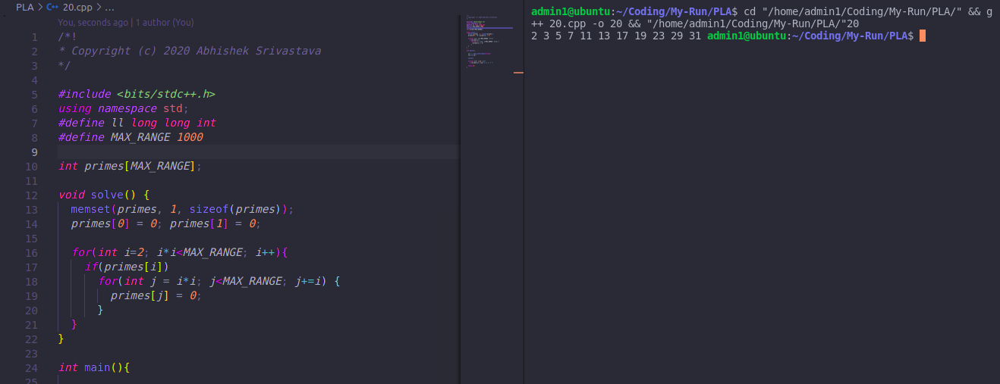 PLA > C++ 20.cpp > ...
You, seconds ago | 1 author (You)
1 /*!
2 * Copyright (c) 2020 Abhishek Srivastava
3 */
4
5 #include <bits/stdc++.h>
6 using namespace std;
7 #define ll long long int
8 #define MAX_RANGE 1000
9
10 int primes[MAX_RANGE];
11
12 void solve() {
13 memset(primes, 1, sizeof(primes));
14 primes[0] = 0; primes[1] = 0;
15
16 for(int i=2; i*i<MAX_RANGE; i++){
17 if(primes[i])
18 for(int j = i*i; j<MAX_RANGE; j+=i) {
19 primes[j] = 0;
20 }
21 }
22 }
23
24 int main(){
25
admin1@ubuntu:~/Coding/My-Run/PLA$ cd "/home/admin1/Coding/My-Run/PLA/" && g
++ 20.cpp -o 20 && "/home/admin1/Coding/My-Run/PLA/"20
2 3 5 7 11 13 17 19 23 29 31 admin1@ubuntu:~/Coding/My-Run/PLA$